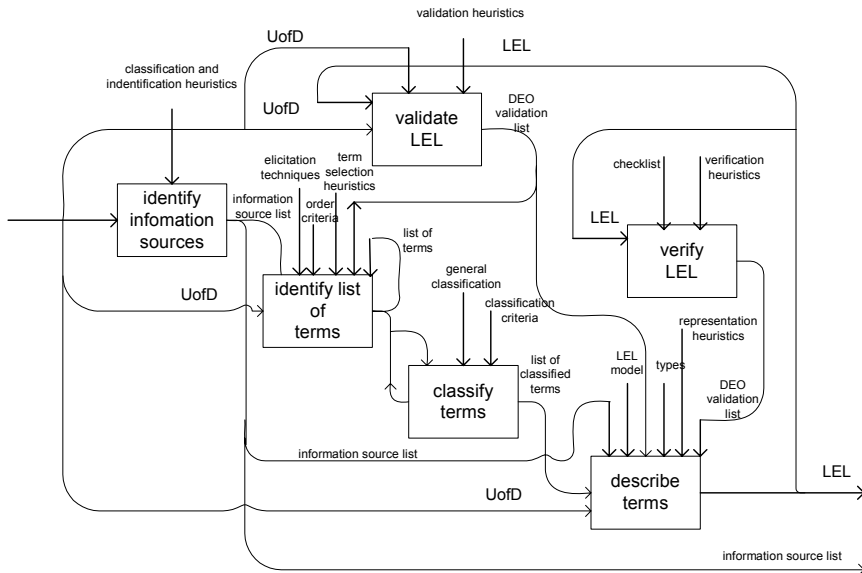 validation heuristics
UofD
LEL
classification and
indentification heuristics
UofD
DEO
validation
list
validate
LEL
elicitation
techniques
term
selection
heuristics
checklist
verification
heuristics
identify
infomation
sources
information
source list
order
criteria
list of
terms
LEL
verify
LEL
UofD
identify list
of
terms
general
classification
classification
criteria
representation
heuristics
classify
terms
list of
classified
terms
LEL
model
types
DEO
validation
list
information source list
describe
terms
LEL
UofD
information source list